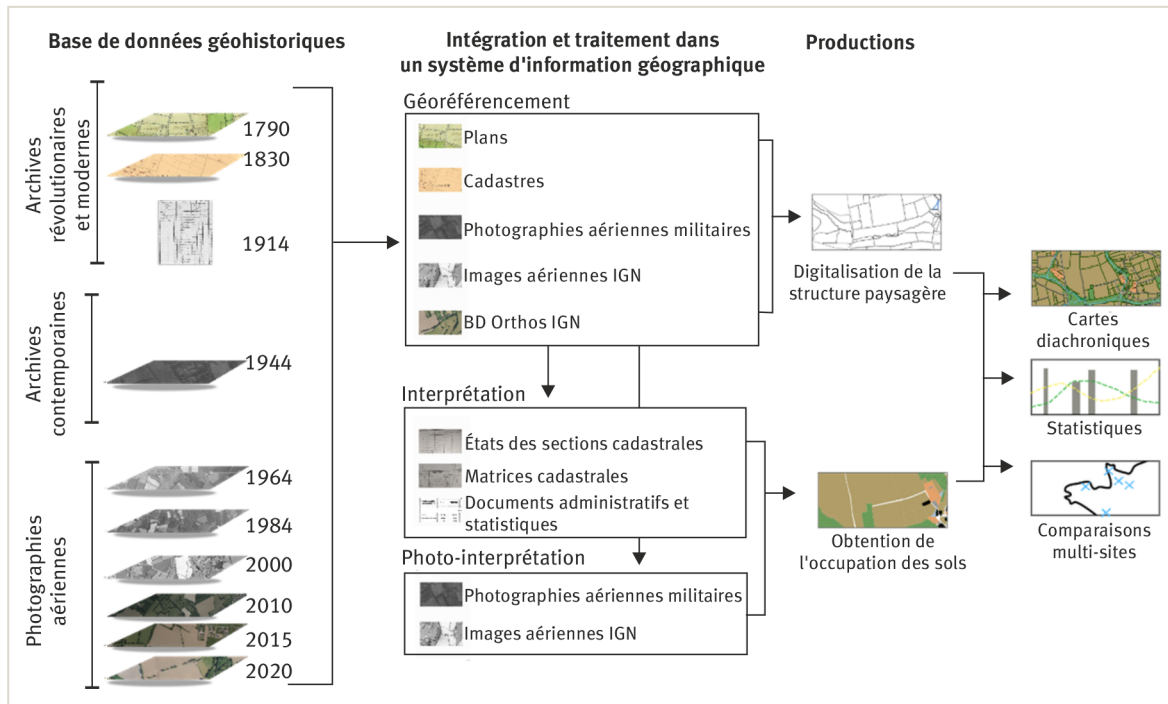 Base de données géohistoriques
Archives
révolutionaires
et modernes
1790
1830
1914
Archives
contemporaines
1944
Photographies
aériennes
1964
1984
2000
2010
2015
2020
Intégration et traitement dans
un système d'information géographique
Géoréférencement
Plans
Cadastres
Photographies aériennes militaires
Images aériennes IGN
BD Orthos IGN
Interprétation
États des sections cadastrales
Matrices cadastrales
Documents administratifs et
statistiques
Photo-interprétation
Photographies aériennes militaires
Images aériennes IGN
Productions
Digitalisation de la
structure paysagère
Obtention de
l'occupation des sols
Cartes
diachroniques
Statistiques
Comparaisons
multi-sites